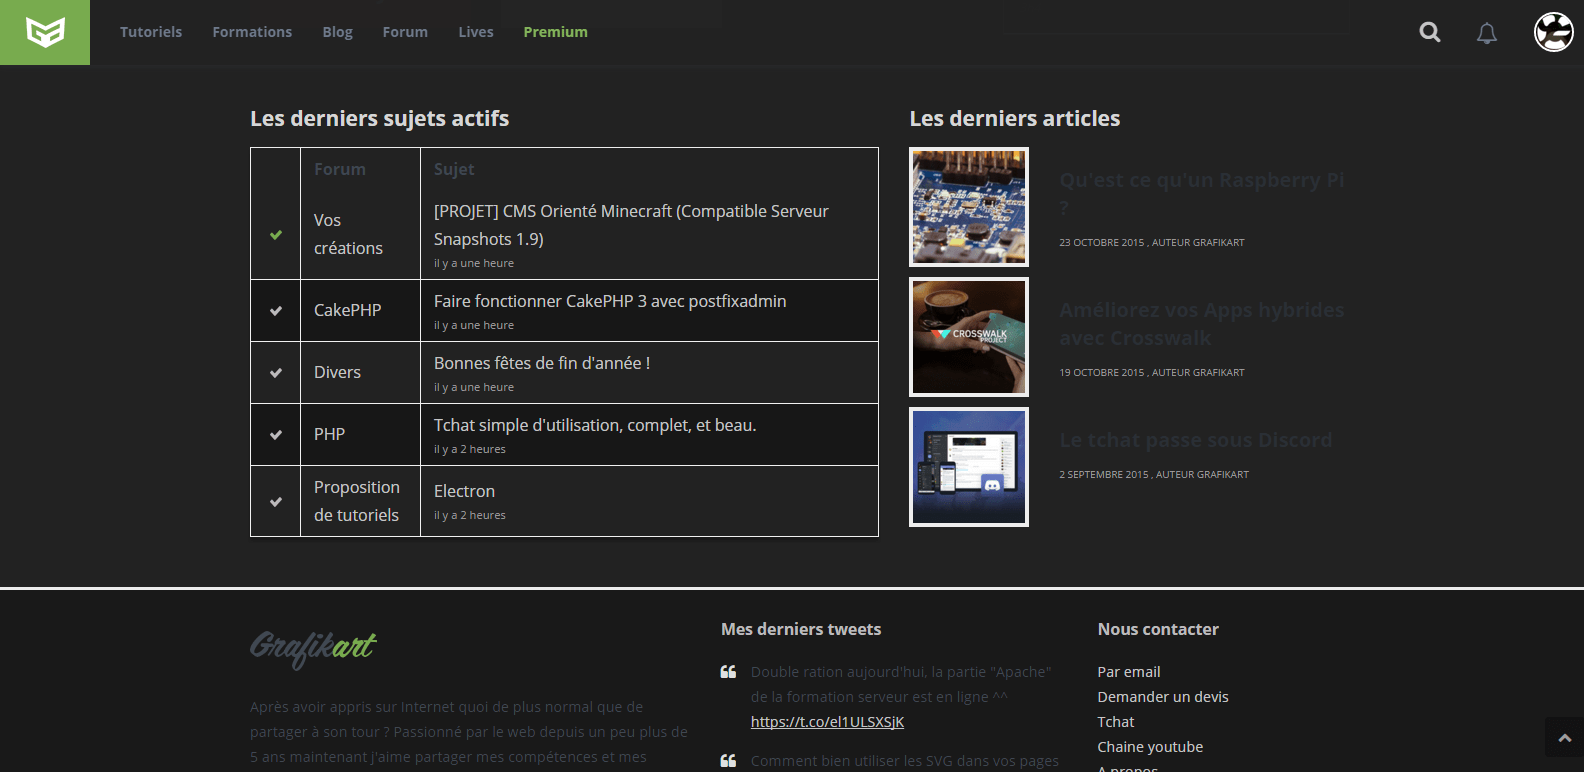 Tutoriels Formations Blog Forum Lives Premium
Les derniers sujets actifs
Forum Sujet
Vos créations
[PROJET] CMS Orienté Minecraft (Compatible Serveur
Snapshots 1.9)
il y a une heure
CakePHP
Faire fonctionner CakePHP 3 avec postfixadmin
il y a une heure
Divers
Bonnes fêtes de fin d'année !
il y a une heure
PHP
Tchat simple d'utilisation, complet, et beau.
il y a 2 heures
Proposition
de tutoriels
Electron
il y a 2 heures
Les derniers articles
Qu'est ce qu'un Raspberry Pi
?
23 OCTOBRE 2015 , AUTEUR GRAFIKART
CROSSWALK
PROJECT
Améliorez vos Apps hybrides
avec Crosswalk
19 OCTOBRE 2015 , AUTEUR GRAFIKART
Le tchat passe sous Discord
2 SEPTEMBRE 2015 , AUTEUR GRAFIKART
Grafikart
Après avoir appris sur Internet quoi de plus normal que de
partager à son tour ? Passionné par le web depuis un peu plus de
5 ans maintenant j'aime partager mes compétences et mes
Mes derniers tweets
Double ration aujourd'hui, la partie "Apache"
de la formation serveur est en ligne ^^
https://t.co/el1ULSXSjK
Comment bien utiliser les SVG dans vos pages
Nous contacter
Par email
Demander un devis
Tchat
Chaine youtube
A propos